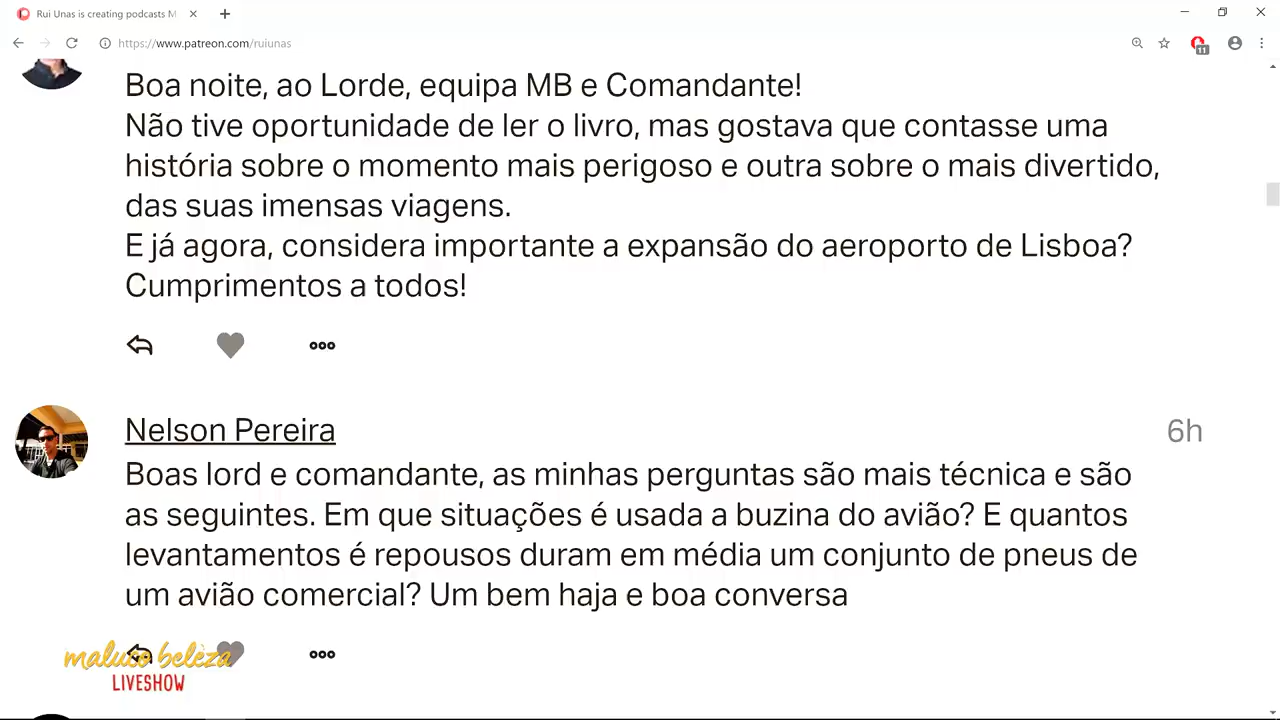 Rui Unas is creating podcasts M
https://www.patreon.com/ruiunas
11
Boa noite, ao Lorde, equipa MB e Comandante!
Não tive oportunidade de ler o livro, mas gostava que contasse uma
história sobre o momento mais perigoso e outra sobre o mais divertido,
das suas imensas viagens.
E já agora, considera importante a expansão do aeroporto de Lisboa?
Cumprimentos a todos!
Nelson Pereira
6h
Boas lord e comandante, as minhas perguntas são mais técnica e são
as seguintes. Em que situações é usada a buzina do avião? E quantos
levantamentos é repousos duram em média um conjunto de pneus de
um avião comercial? Um bem haja e boa conversa
maluco beleza
LIVESHOW